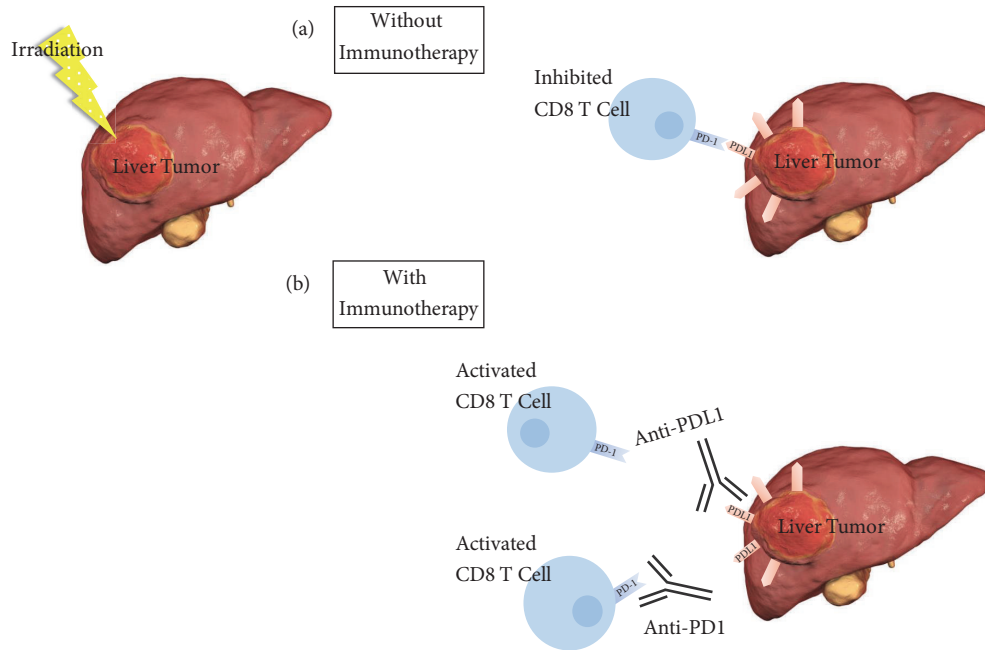 (a)
Without
Immunotherapy
Irradiation
Liver Tumor
Inhibited
CD8 T Cell
PD-1
PDL1
Liver Tumor
(b)
With
Immunotherapy
Activated
CD8 T Cell
PD-1
Anti-PDL1
PDL1
Liver Tumor
PDL1
Activated
CD8 T Cell
PD-1
Anti-PD1